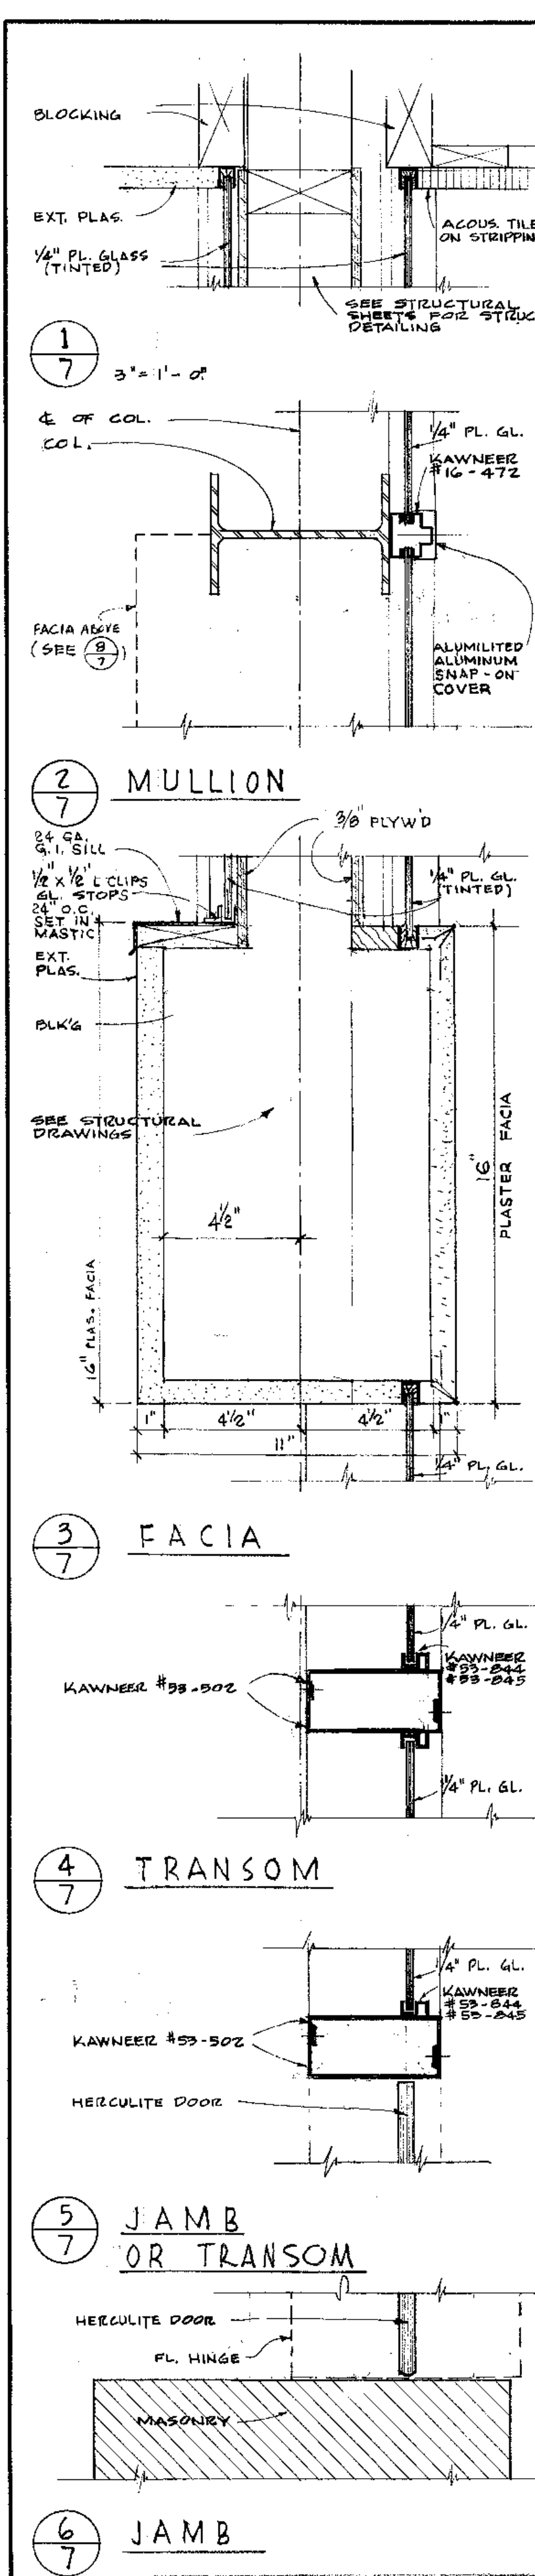 BLOCKING
EXT. PLAS.
1/4" PL. GLASS
(TINTED)
ACOUS. TILE
ON STRIPPIN
SEE STRUCTURAL
SHEETS FOR STRUC
DETAILING
1
7
3" = 1'-0"
℄ OF COL.
COL.
1/4" PL. GL.
KAWNEER
#16-472
FACIA ABOVE
(SEE 8/7)
ALUMILITED
ALUMINUM
SNAP-ON
COVER
2
7
MULLION
24 GA.
G.I. SILL
1/2" x 1/2" L CLIPS
GL. STOPS
24" O.C.
SET IN
MASTIC
EXT.
PLAS.
3/8" PLYW'D
1/4" PL. GL.
(TINTED)
BLK'G
SEE STRUCTURAL
DRAWINGS
4 1/2"
16" PLAS. FACIA
16"
PLASTER FACIA
1"
4 1/2"
4 1/2"
1"
11"
1/4" PL. GL.
3
7
FACIA
1/4" PL. GL.
KAWNEER
#53-844
#53-845
KAWNEER #53-502
1/4" PL. GL.
4
7
TRANSOM
1/4" PL. GL.
KAWNEER
#53-844
#53-845
KAWNEER #53-502
HERCULITE DOOR
5
7
JAMB
OR TRANSOM
HERCULITE DOOR
FL. HINGE
MASONRY
6
7
JAMB